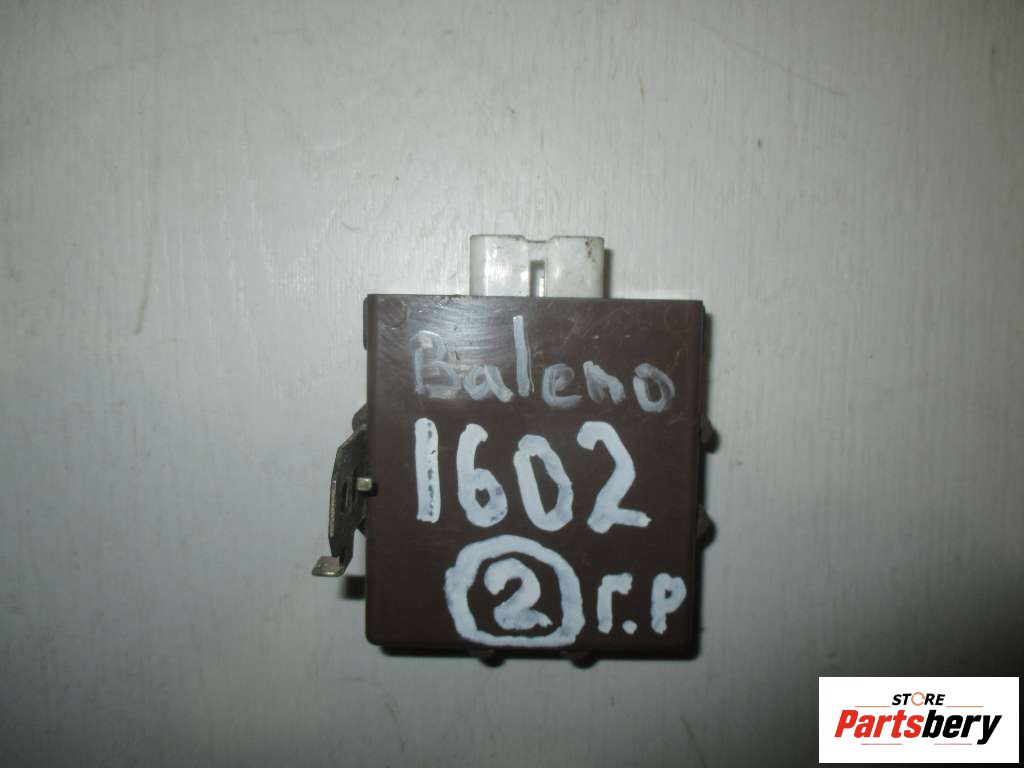 Baleno
1602
2 г.р
STORE
Partsbery